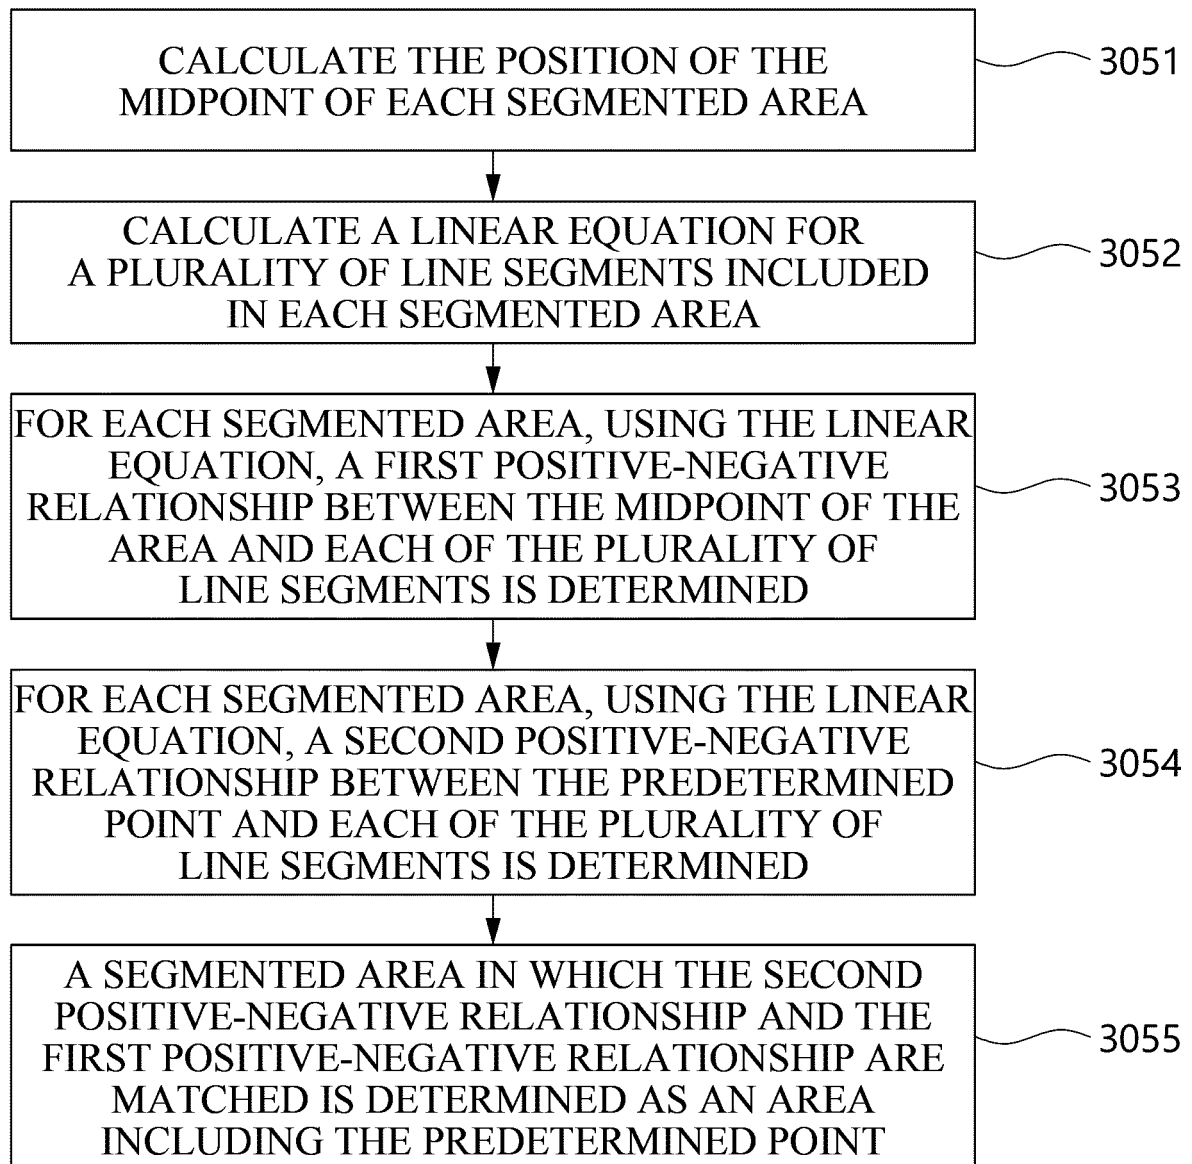 CALCULATE THE POSITION OF THE
MIDPOINT OF EACH SEGMENTED AREA
3051
CALCULATE A LINEAR EQUATION FOR
A PLURALITY OF LINE SEGMENTS INCLUDED
IN EACH SEGMENTED AREA
3052
FOR EACH SEGMENTED AREA, USING THE LINEAR
EQUATION, A FIRST POSITIVE-NEGATIVE
RELATIONSHIP BETWEEN THE MIDPOINT OF THE
AREA AND EACH OF THE PLURALITY OF
LINE SEGMENTS IS DETERMINED
3053
FOR EACH SEGMENTED AREA, USING THE LINEAR
EQUATION, A SECOND POSITIVE-NEGATIVE
RELATIONSHIP BETWEEN THE PREDETERMINED
POINT AND EACH OF THE PLURALITY OF
LINE SEGMENTS IS DETERMINED
3054
A SEGMENTED AREA IN WHICH THE SECOND
POSITIVE-NEGATIVE RELATIONSHIP AND THE
FIRST POSITIVE-NEGATIVE RELATIONSHIP ARE
MATCHED IS DETERMINED AS AN AREA
INCLUDING THE PREDETERMINED POINT
3055